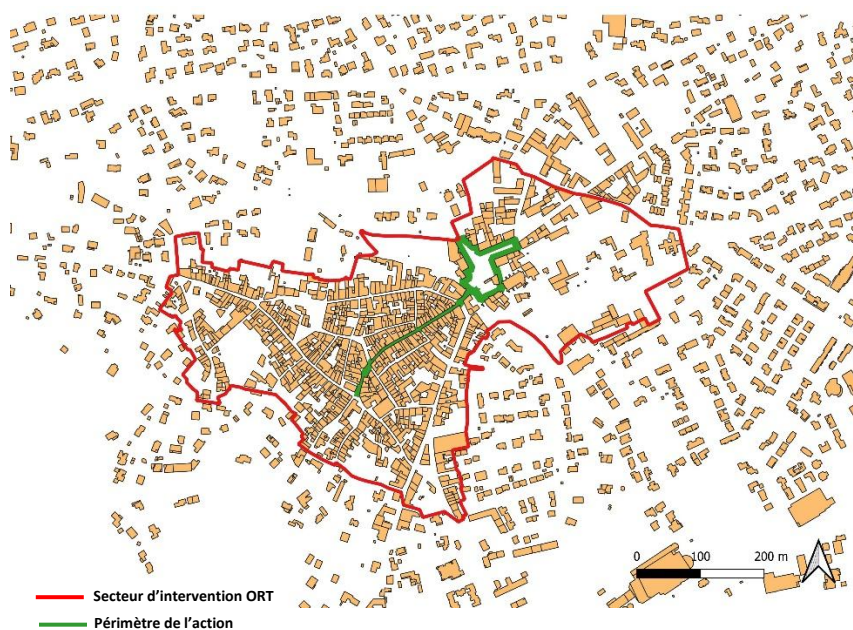 0 100 200 m
Secteur d’intervention ORT
Périmètre de l’action